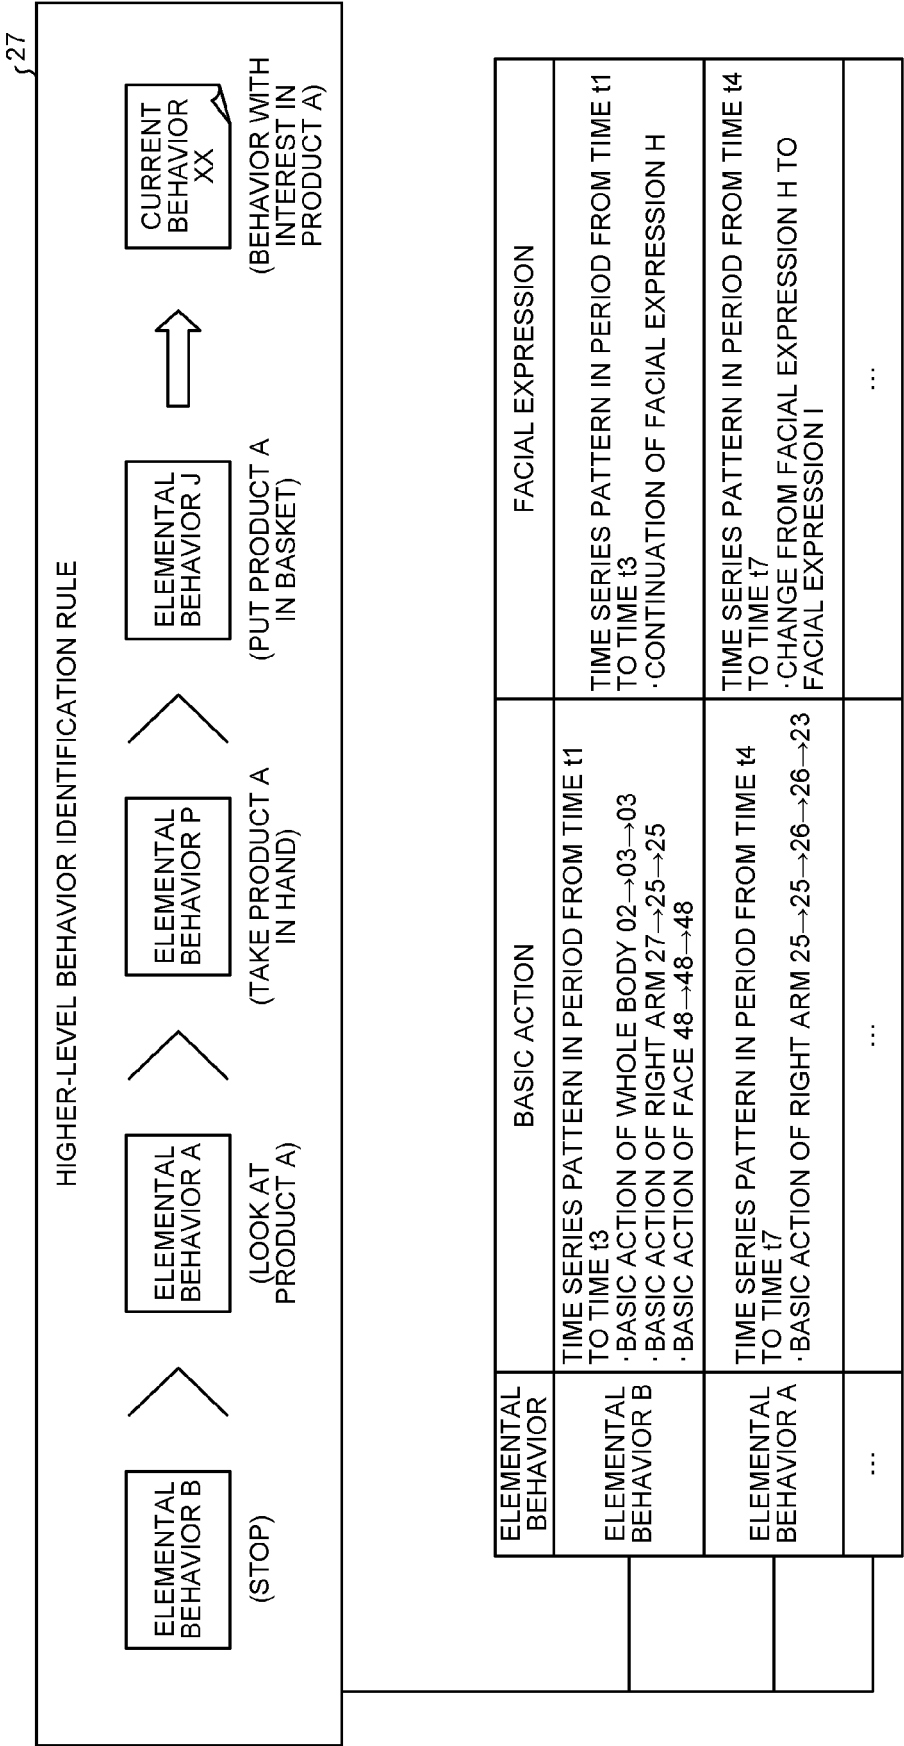 27
HIGHER-LEVEL BEHAVIOR IDENTIFICATION RULE
ELEMENTAL
BEHAVIOR B
(STOP)
ELEMENTAL
BEHAVIOR A
(LOOK AT
PRODUCT A)
ELEMENTAL
BEHAVIOR P
(TAKE PRODUCT A
IN HAND)
ELEMENTAL
BEHAVIOR J
(PUT PRODUCT A
IN BASKET)
CURRENT
BEHAVIOR
XX
(BEHAVIOR WITH
INTEREST IN
PRODUCT A)
ELEMENTAL
BEHAVIOR
BASIC ACTION
FACIAL EXPRESSION
ELEMENTAL
BEHAVIOR B
TIME SERIES PATTERN IN PERIOD FROM TIME t1
TO TIME t3
·BASIC ACTION OF WHOLE BODY 02→03→03
·BASIC ACTION OF RIGHT ARM 27→25→25
·BASIC ACTION OF FACE 48→48→48
TIME SERIES PATTERN IN PERIOD FROM TIME t1
TO TIME t3
·CONTINUATION OF FACIAL EXPRESSION H
ELEMENTAL
BEHAVIOR A
TIME SERIES PATTERN IN PERIOD FROM TIME t4
TO TIME t7
·BASIC ACTION OF RIGHT ARM 25→25→26→26→23
TIME SERIES PATTERN IN PERIOD FROM TIME t4
TO TIME t7
·CHANGE FROM FACIAL EXPRESSION H TO
FACIAL EXPRESSION I
...
...
...